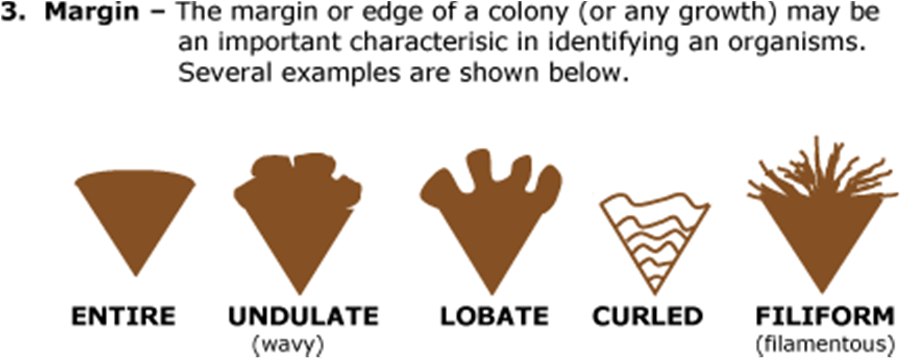 3. Margin – The margin or edge of a colony (or any growth) may be
an important characterisic in identifying an organisms.
Several examples are shown below.
ENTIRE UNDULATE LOBATE CURLED FILIFORM
(wavy) (filamentous)